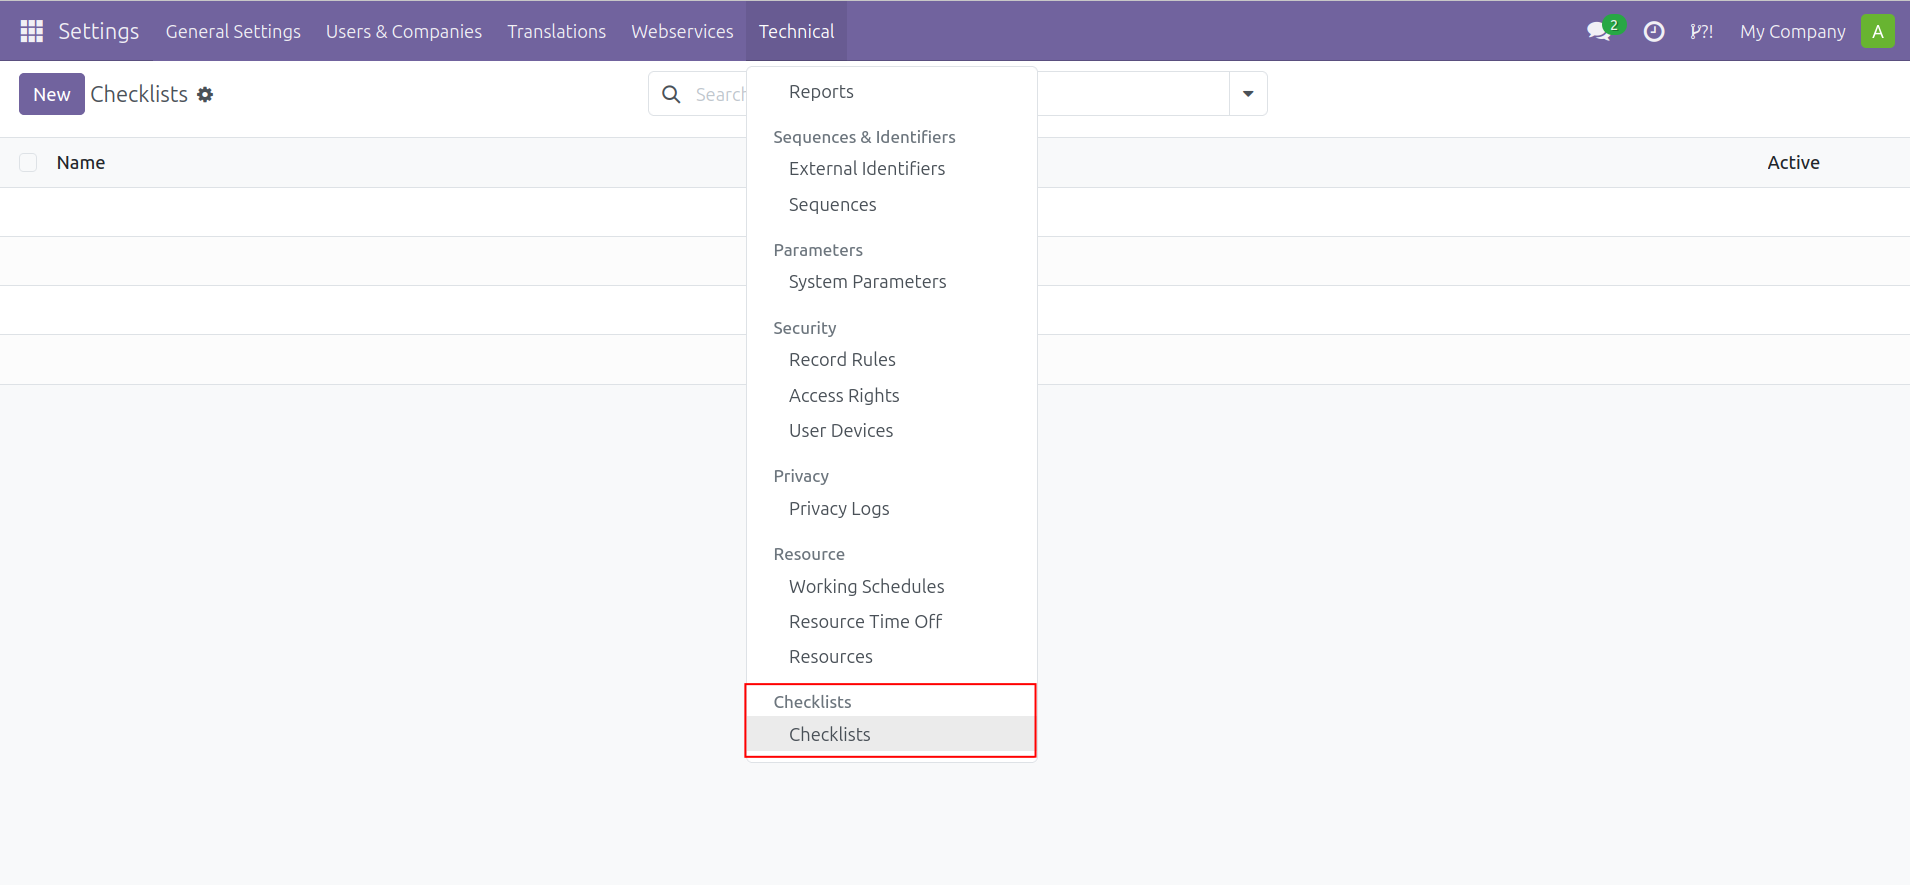 Settings General Settings Users & Companies Translations Webservices Technical 2 ?! My Company A
New Checklists Search
Name Active
Reports
Sequences & Identifiers
External Identifiers
Sequences
Parameters
System Parameters
Security
Record Rules
Access Rights
User Devices
Privacy
Privacy Logs
Resource
Working Schedules
Resource Time Off
Resources
Checklists
Checklists